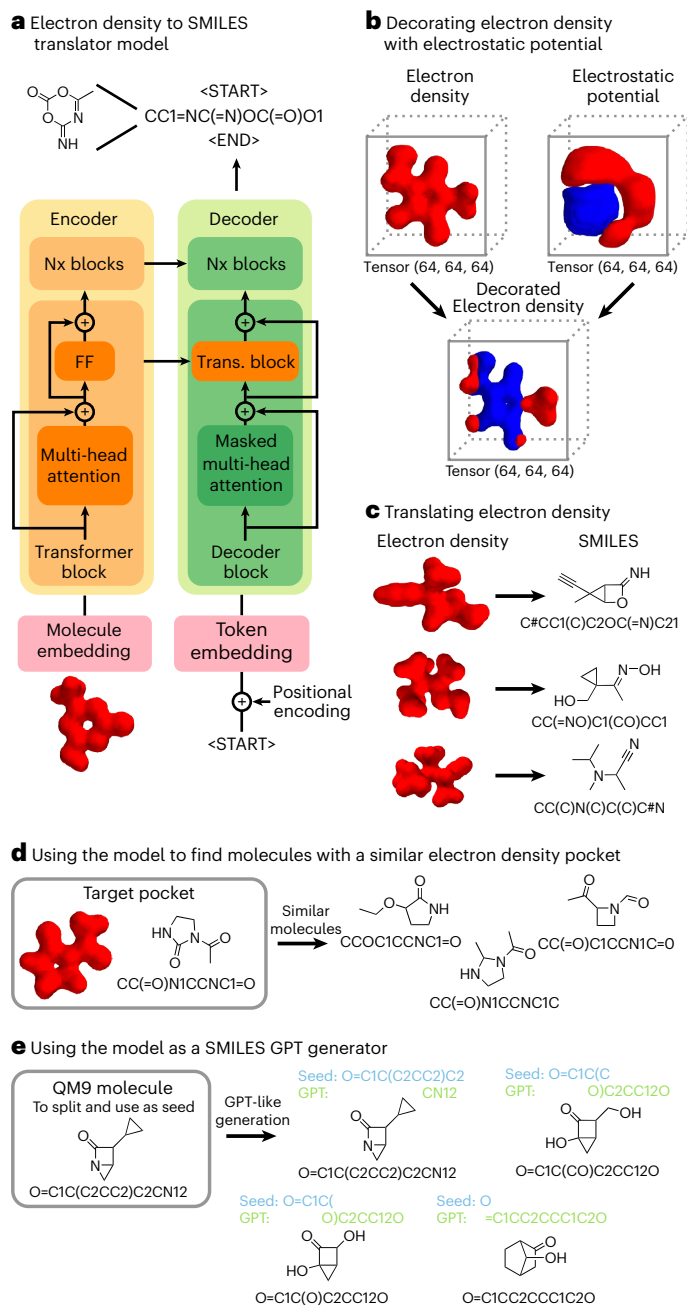 a Electron density to SMILES
translator model
O
O
O
N
NH
<START>
CC1=NC(=N)OC(=O)O1
<END>
Encoder
Decoder
Nx blocks
Nx blocks
+
+
FF
Trans. block
+
+
Multi-head
attention
Masked
multi-head
attention
Transformer
block
Decoder
block
Molecule
embedding
Token
embedding
+
Positional
encoding
<START>
b Decorating electron density
with electrostatic potential
Electron
density
Electrostatic
potential
Tensor (64, 64, 64)
Tensor (64, 64, 64)
Decorated
Electron density
Tensor (64, 64, 64)
c Translating electron density
Electron density
SMILES
NH
O
C#CC1(C)C2OC(=N)C21
N
OH
HO
CC(=NO)C1(CO)CC1
N
N
CC(C)N(C)C(C)C#N
d Using the model to find molecules with a similar electron density pocket
Target pocket
HN
N
O
O
CC(=O)N1CCNC1=O
Similar
molecules
O
O
NH
CCOC1CCNC1=O
O
HN
N
CC(=O)N1CCNC1C
O
N
O
CC(=O)C1CCN1C=O
e Using the model as a SMILES GPT generator
QM9 molecule
To split and use as seed
O
N
O=C1C(C2CC2)C2CN12
GPT-like
generation
Seed: O=C1C(C2CC2)C2
GPT: CN12
O
N
O=C1C(C2CC2)C2CN12
Seed: O=C1C(C
GPT: O)C2CC12O
O
OH
HO
O=C1C(CO)C2CC12O
Seed: O=C1C(
GPT: O)C2CC12O
O
OH
HO
O=C1C(O)C2CC12O
Seed: O
GPT: =C1CC2CCC1C2O
O
OH
O=C1CC2CCC1C2O